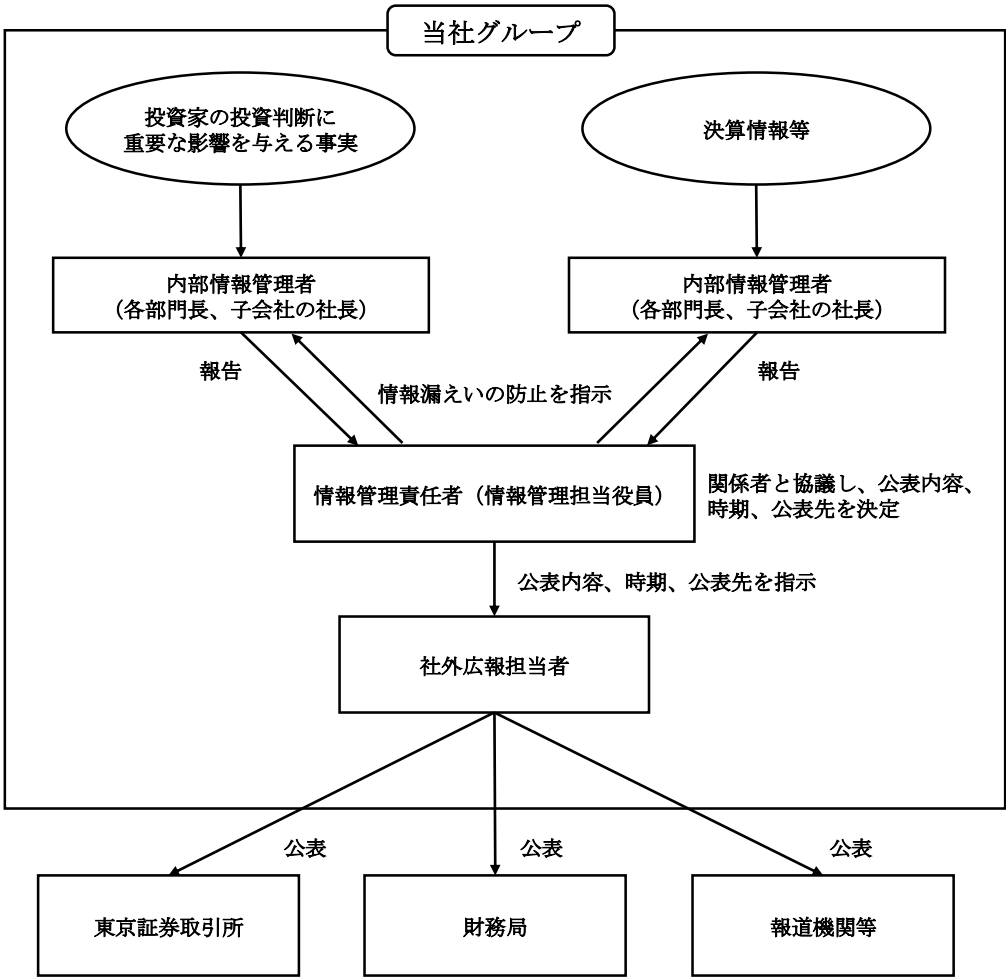 当社グループ
投資家の投資判断に
重要な影響を与える事実
決算情報等
内部情報管理者
（各部門長、子会社の社長）
内部情報管理者
（各部門長、子会社の社長）
報告
情報漏えいの防止を指示
報告
情報管理責任者（情報管理担当役員）
関係者と協議し、公表内容、
時期、公表先を決定
公表内容、時期、公表先を指示
社外広報担当者
公表
公表
公表
東京証券取引所
財務局
報道機関等